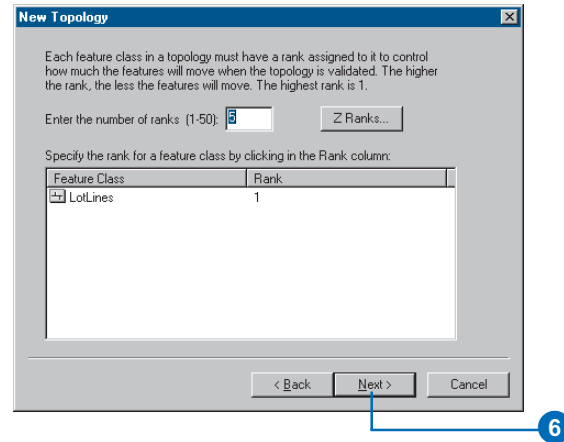 New Topology
Each feature class in a topology must have a rank assigned to it to control
how much the features will move when the topology is validated. The higher
the rank, the less the features will move. The highest rank is 1.
Enter the number of ranks (1-50): 5 Z Ranks...
Specify the rank for a feature class by clicking in the Rank column:
Feature Class Rank
LotLines 1
< Back Next > Cancel
6